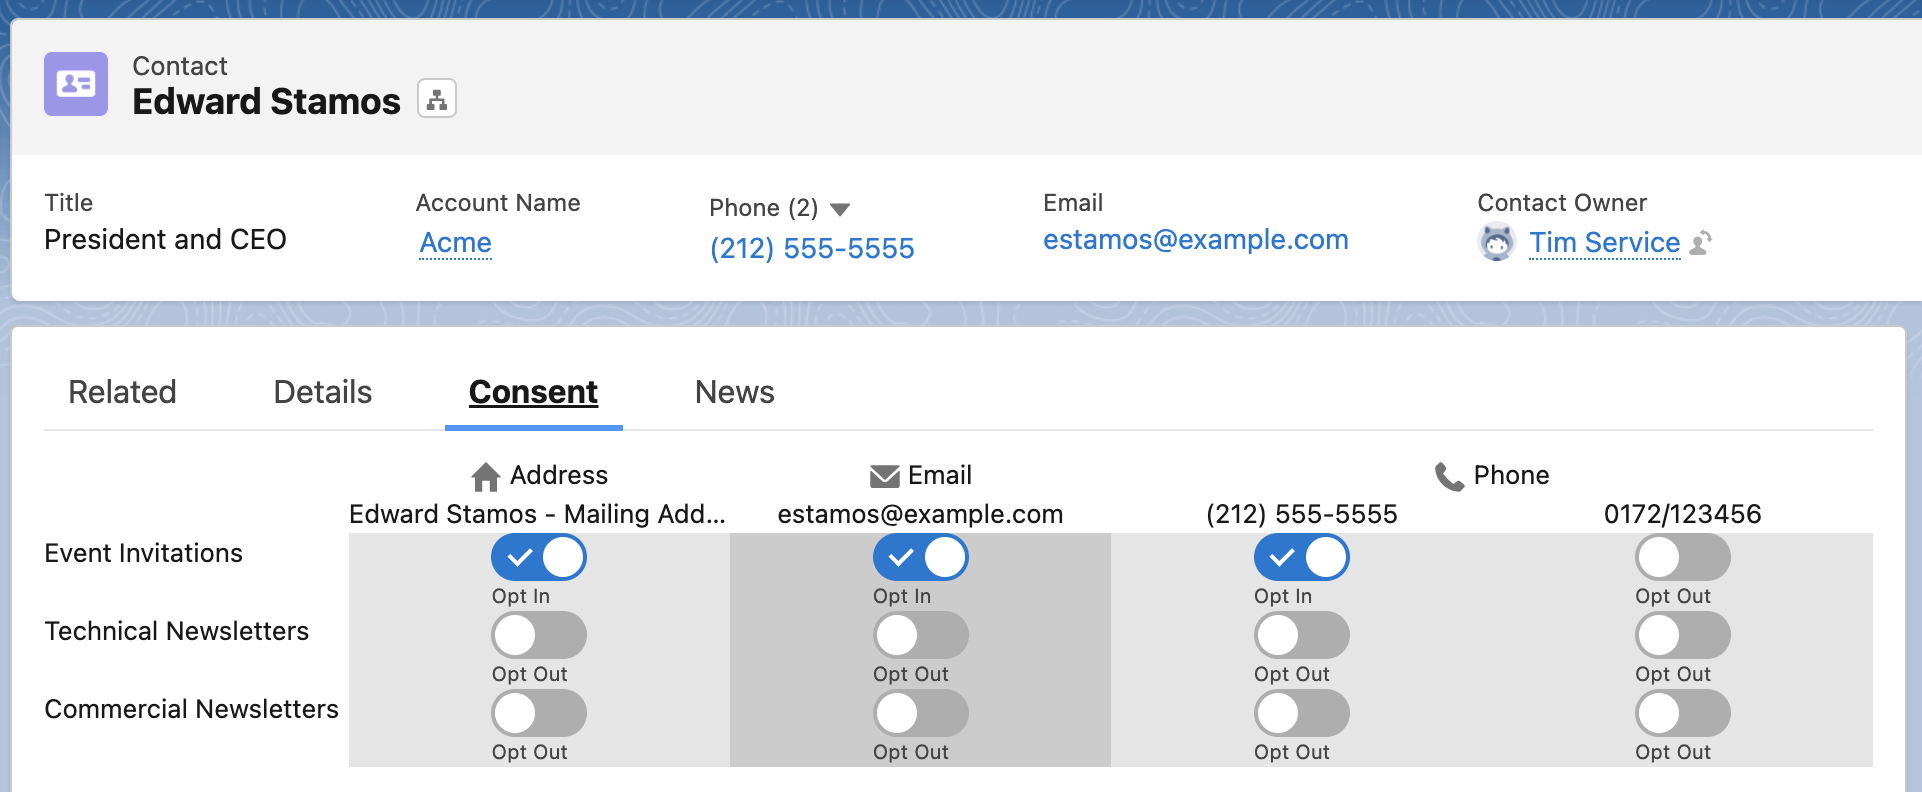 Contact
Edward Stamos
Title
Account Name
Phone (2)
Email
Contact Owner
President and CEO
Acme
(212) 555-5555
estamos@example.com
Tim Service
Related
Details
Consent
News
Address
Email
Phone
Edward Stamos - Mailing Add...
estamos@example.com
(212) 555-5555
0172/123456
Event Invitations
Opt In
Opt In
Opt In
Opt Out
Technical Newsletters
Opt Out
Opt Out
Opt Out
Opt Out
Commercial Newsletters
Opt Out
Opt Out
Opt Out
Opt Out